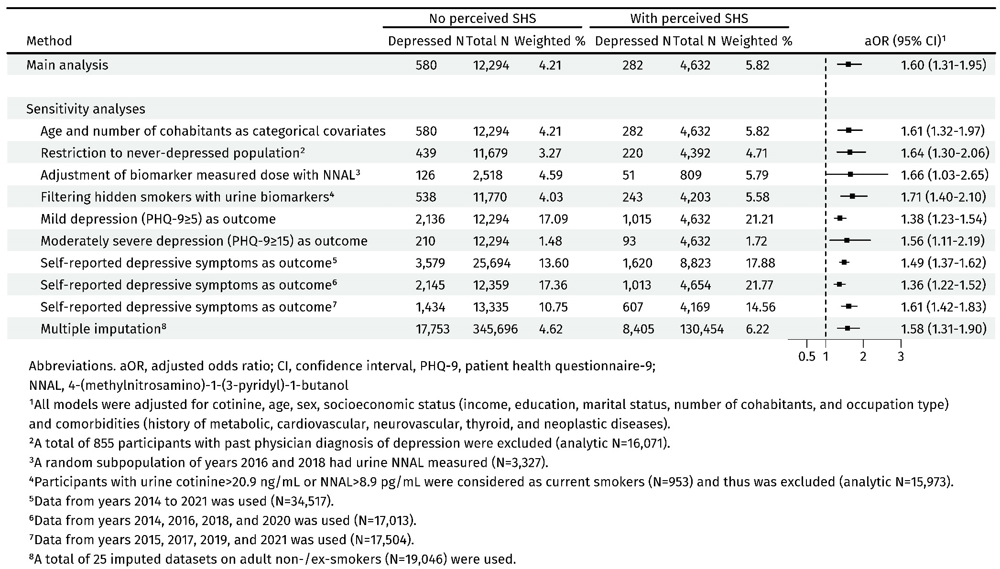 No perceived SHS With perceived SHS
Method Depressed N Total N Weighted % Depressed N Total N Weighted % aOR (95% CI)¹
Main analysis 580 12,294 4.21 282 4,632 5.82 1.60 (1.31-1.95)
Sensitivity analyses
Age and number of cohabitants as categorical covariates 580 12,294 4.21 282 4,632 5.82 1.61 (1.32-1.97)
Restriction to never-depressed population² 439 11,679 3.27 220 4,392 4.71 1.64 (1.30-2.06)
Adjustment of biomarker measured dose with NNAL³ 126 2,518 4.59 51 809 5.79 1.66 (1.03-2.65)
Filtering hidden smokers with urine biomarkers⁴ 538 11,770 4.03 243 4,203 5.58 1.71 (1.40-2.10)
Mild depression (PHQ-9≥5) as outcome 2,136 12,294 17.09 1,015 4,632 21.21 1.38 (1.23-1.54)
Moderately severe depression (PHQ-9≥15) as outcome 210 12,294 1.48 93 4,632 1.72 1.56 (1.11-2.19)
Self-reported depressive symptoms as outcome⁵ 3,579 25,694 13.60 1,620 8,823 17.88 1.49 (1.37-1.62)
Self-reported depressive symptoms as outcome⁶ 2,145 12,359 17.36 1,013 4,654 21.77 1.36 (1.22-1.52)
Self-reported depressive symptoms as outcome⁷ 1,434 13,335 10.75 607 4,169 14.56 1.61 (1.42-1.83)
Multiple imputation⁸ 17,753 345,696 4.62 8,405 130,454 6.22 1.58 (1.31-1.90)
0.5 1 2 3
Abbreviations. aOR, adjusted odds ratio; CI, confidence interval, PHQ-9, patient health questionnaire-9;
NNAL, 4-(methylnitrosamino)-1-(3-pyridyl)-1-butanol
¹All models were adjusted for cotinine, age, sex, socioeconomic status (income, education, marital status, number of cohabitants, and occupation type)
and comorbidities (history of metabolic, cardiovascular, neurovascular, thyroid, and neoplastic diseases).
²A total of 855 participants with past physician diagnosis of depression were excluded (analytic N=16,071).
³A random subpopulation of years 2016 and 2018 had urine NNAL measured (N=3,327).
⁴Participants with urine cotinine>20.9 ng/mL or NNAL>8.9 pg/mL were considered as current smokers (N=953) and thus was excluded (analytic N=15,973).
⁵Data from years 2014 to 2021 was used (N=34,517).
⁶Data from years 2014, 2016, 2018, and 2020 was used (N=17,013).
⁷Data from years 2015, 2017, 2019, and 2021 was used (N=17,504).
⁸A total of 25 imputed datasets on adult non-/ex-smokers (N=19,046) were used.